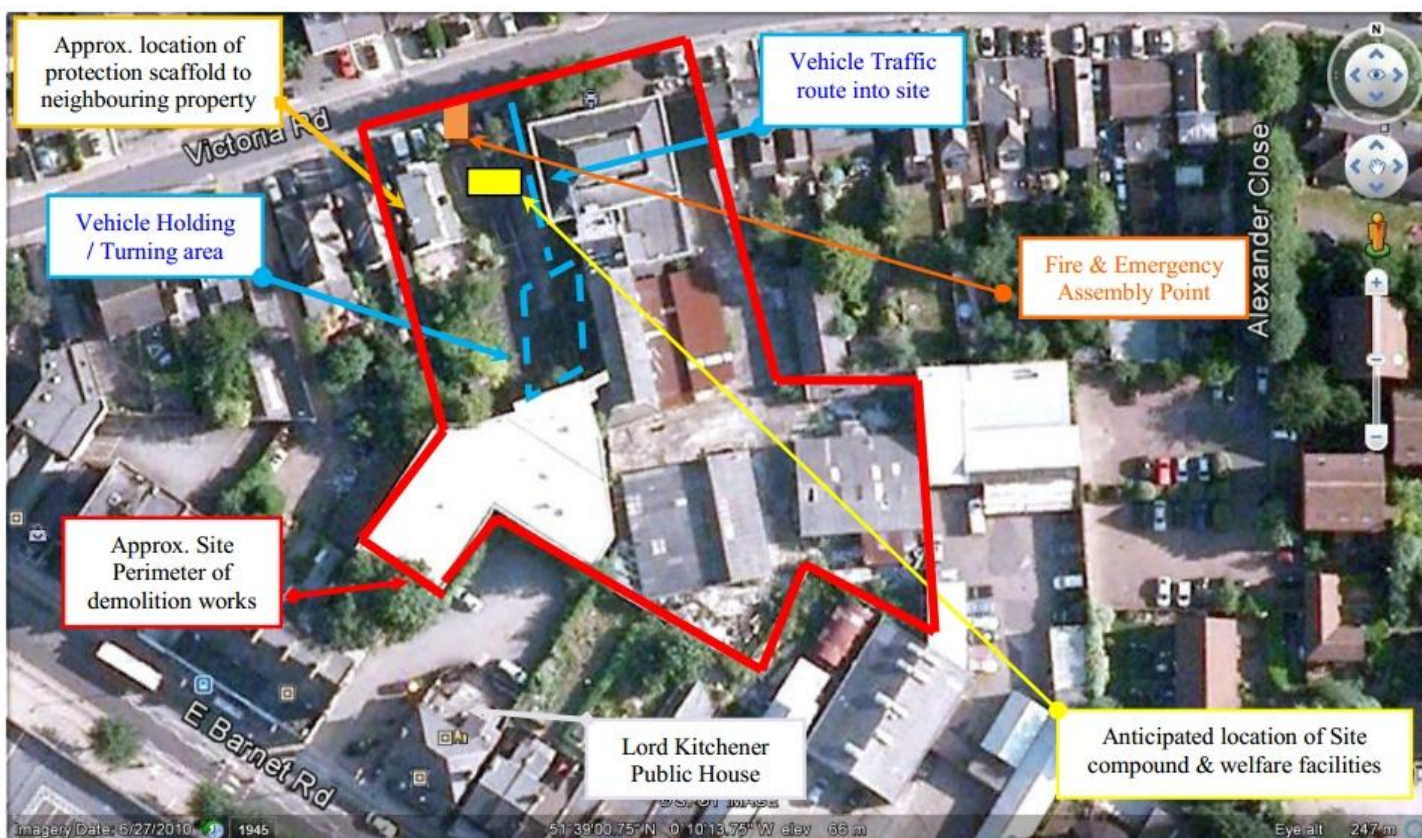 Approx. location of
protection scaffold to
neighbouring property
Vehicle Traffic
route into site
N
Victoria Rd
Vehicle Holding
/ Turning area
Fire & Emergency
Assembly Point
Alexander Close
Approx. Site
Perimeter of
demolition works
E Barnet Rd
Lord Kitchener
Public House
Anticipated location of Site
compound & welfare facilities
Imagery Date: 6/27/2010
1945
51°39'00.75" N 0°10'13.75" W elev 66 m
Eye alt 247 m